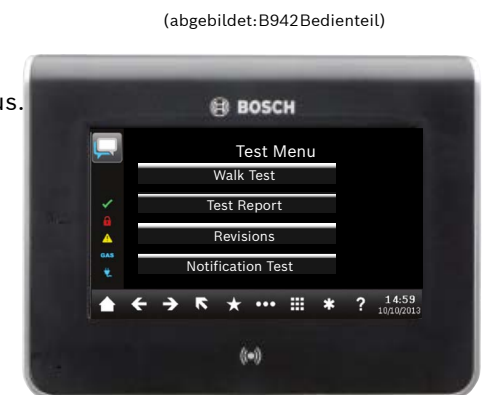 (abgebildet:B942Bedienteil)
us.
BOSCH
Test Menu
Walk Test
Test Report
Revisions
GAS
Notification Test
?
14:59
10/10/2013